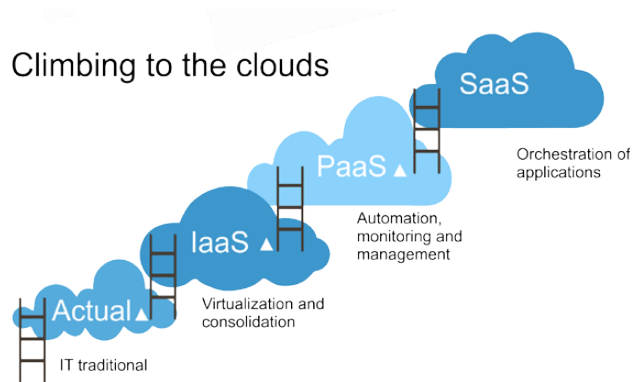 Climbing to the clouds
SaaS
Orchestration of
applications
PaaS
Automation,
monitoring and
management
IaaS
Virtualization and
consolidation
Actual
IT traditional